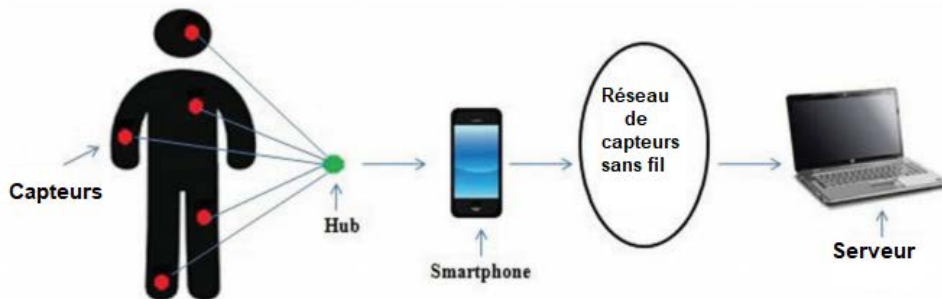 Capteurs
Hub
Smartphone
Réseau
de
capteurs
sans fil
Serveur